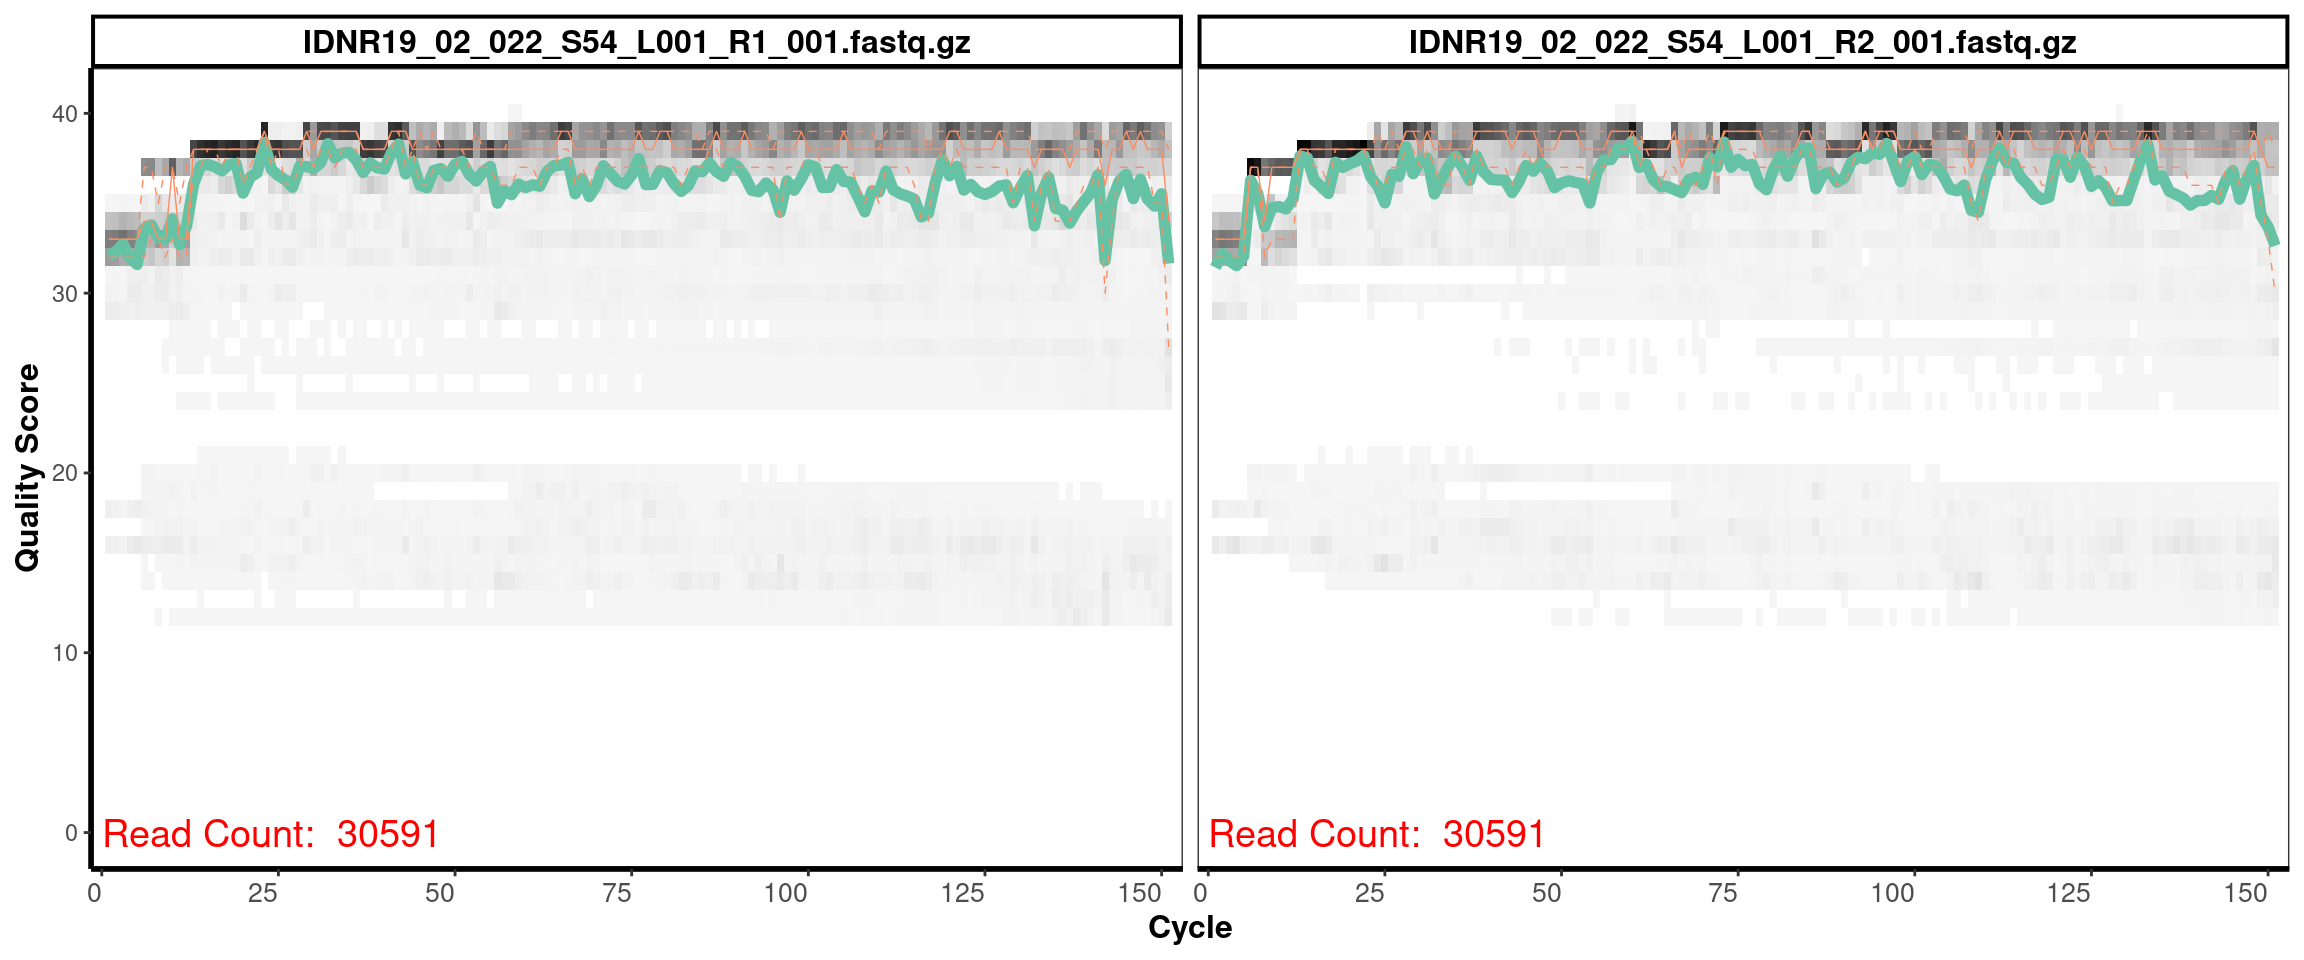 IDNR19_02_022_S54_L001_R1_001.fastq.gz
IDNR19_02_022_S54_L001_R2_001.fastq.gz
Quality Score
40
30
20
10
0
Read Count: 30591
Read Count: 30591
0 25 50 75 100 125 150
0 25 50 75 100 125 150
Cycle